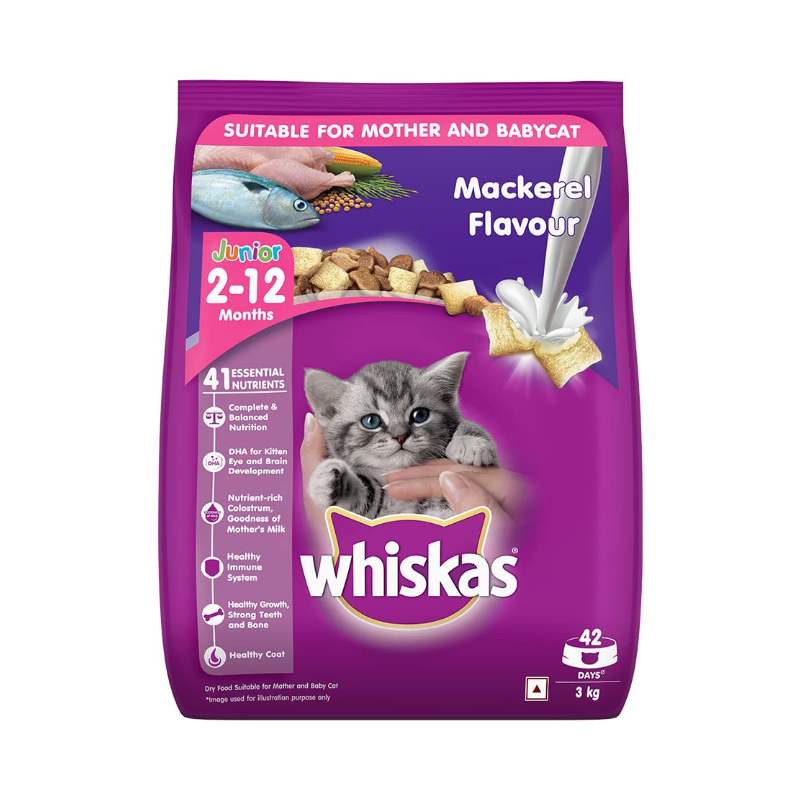 SUITABLE FOR MOTHER AND BABYCAT
Mackerel
Flavour
Junior
2-12
Months
41 ESSENTIAL
NUTRIENTS
Complete &
Balanced
Nutrition
DHA
DHA for Kitten
Eye and Brain
Development
Nutrient-rich
Colostrum,
Goodness of
Mother's Milk
Healthy
Immune
System
Healthy Growth,
Strong Teeth
and Bone
Healthy Coat
whiskas®
42
DAYS*
3 kg
Dry Food Suitable for Mother and Baby Cat
*Image used for illustration purpose only